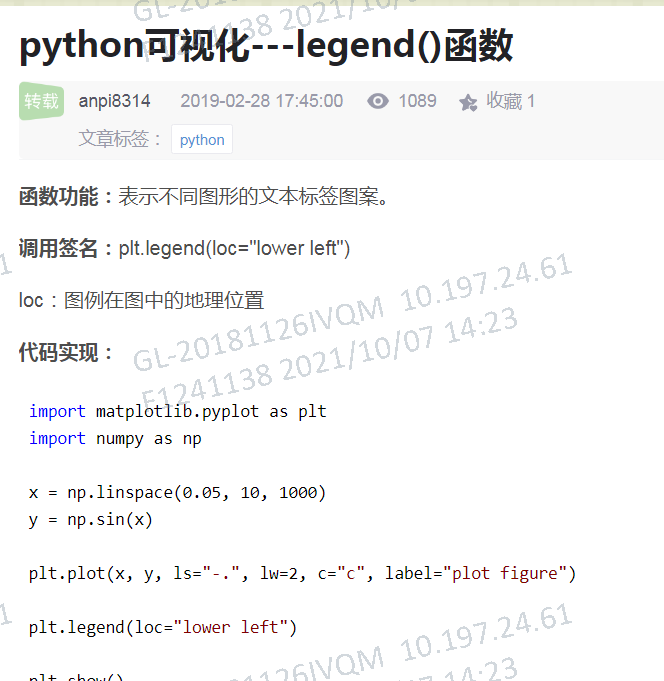 GL-20181126IVQM
F1241138 2021/10/07
python可视化---legend()函数
转载 anpi8314 2019-02-28 17:45:00 1089 收藏 1
文章标签： python
函数功能：表示不同图形的文本标签图案。
调用签名：plt.legend(loc="lower left")
loc：图例在图中的地理位置
GL-20181126IVQM 10.197.24.61
F1241138 2021/10/07 14:23
代码实现：
import matplotlib.pyplot as plt
import numpy as np
x = np.linspace(0.05, 10, 1000)
y = np.sin(x)
plt.plot(x, y, ls="-.", lw=2, c="c", label="plot figure")
plt.legend(loc="lower left")
plt.show()
10.197.24.61
14:23